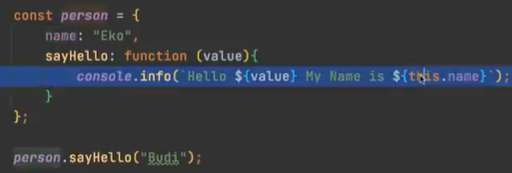 const person = {
    name: "Eko",
    sayHello: function (value){
        console.info(`Hello ${value} My Name is ${this.name}`);
    }
};

person.sayHello("Budi");